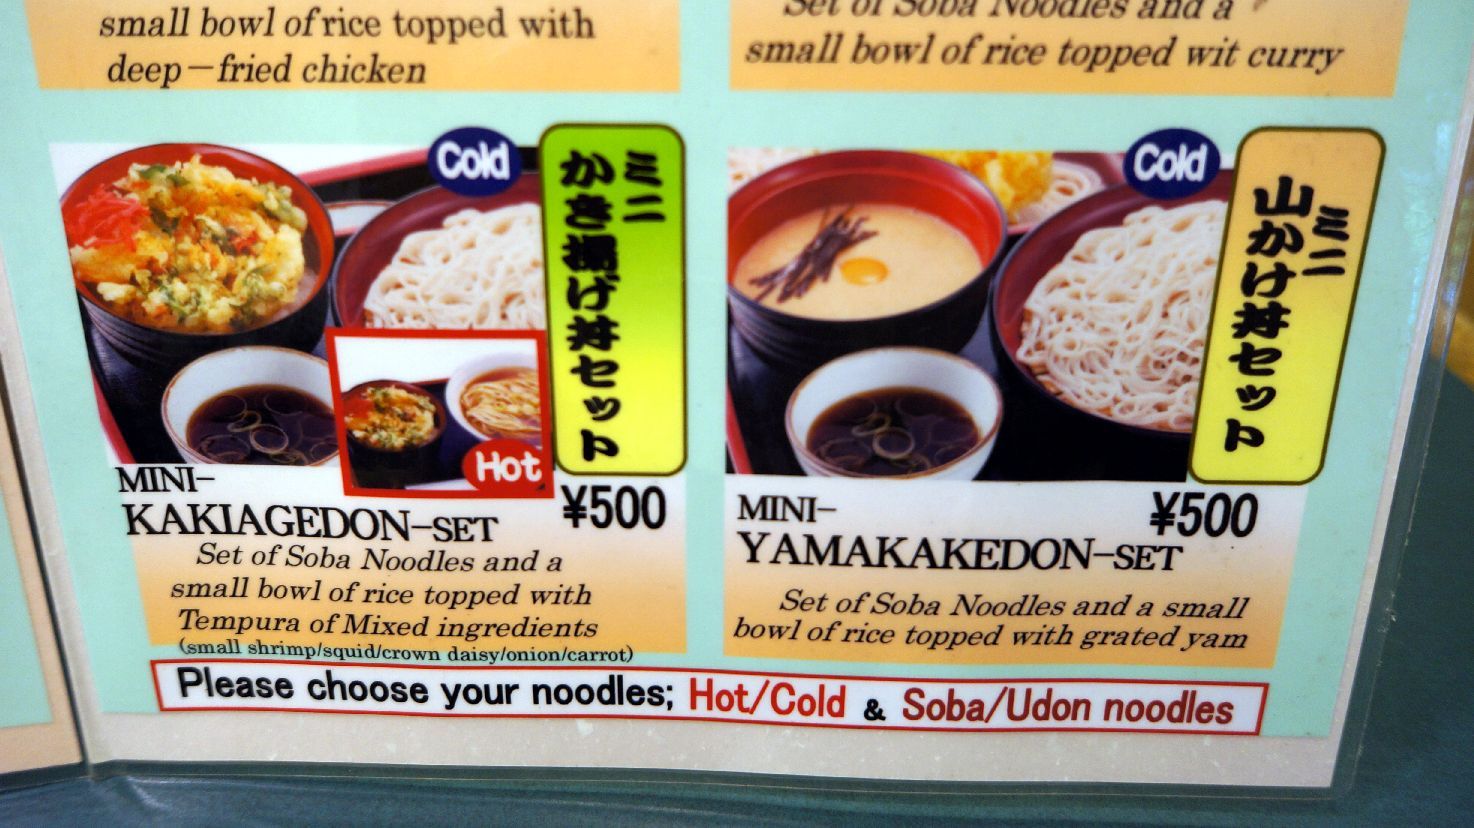 small bowl of rice topped with
deep-fried chicken
Set of Soba Noodles and a
small bowl of rice topped wit curry
Cold
ミニ
かき揚げ丼セット
Hot
MINI-
KAKIAGEDON-SET
¥500
Set of Soba Noodles and a
small bowl of rice topped with
Tempura of Mixed ingredients
(small shrimp/squid/crown daisy/onion/carrot)
Cold
ミニ
山かけ丼セット
MINI-
¥500
YAMAKAKEDON-SET
Set of Soba Noodles and a small
bowl of rice topped with grated yam
Please choose your noodles; Hot/Cold & Soba/Udon noodles